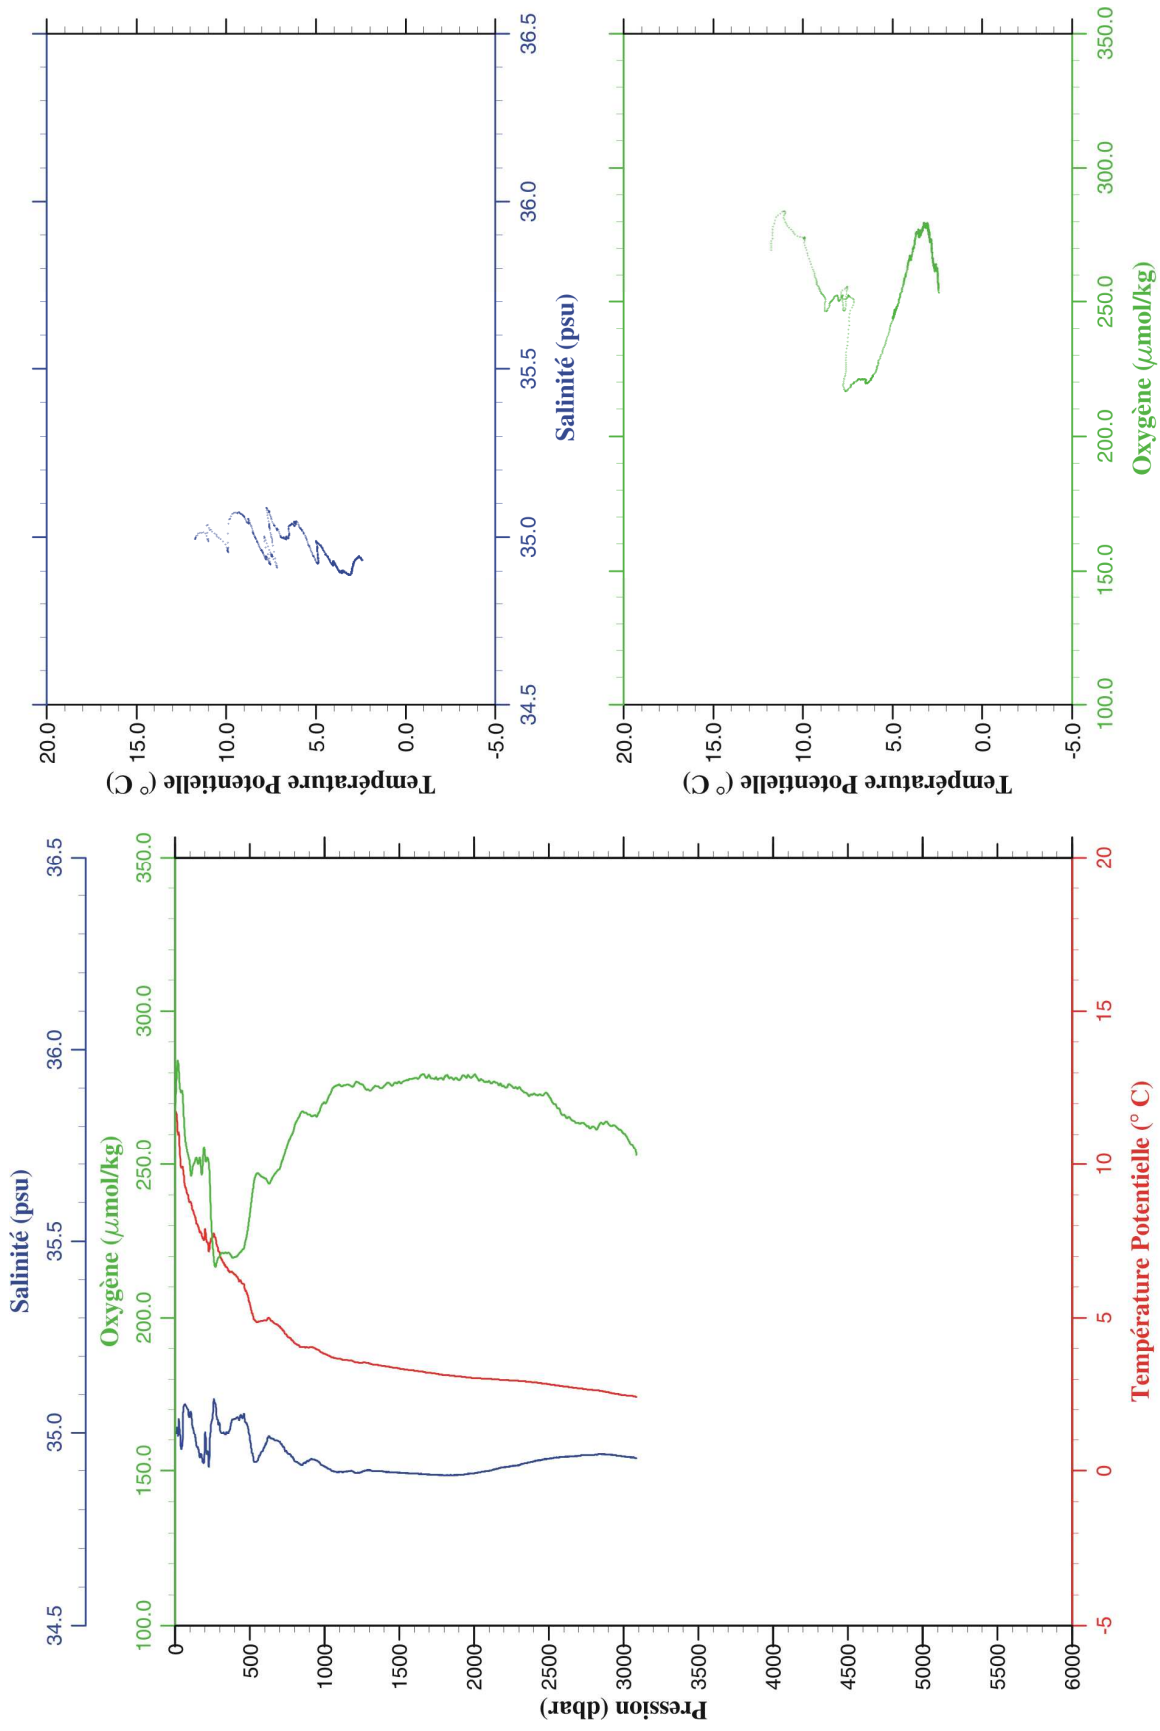 Salinité (psu)
34.5 35.0 35.5 36.0 36.5
Oxygène (μmol/kg)
100.0 150.0 200.0 250.0 300.0 350.0
Pression (dbar)
0
500
1000
1500
2000
2500
3000
3500
4000
4500
5000
5500
6000
-5 0 5 10 15 20
Température Potentielle (° C)
Température Potentielle (° C)
20.0
15.0
10.0
5.0
0.0
-5.0
34.5 35.0 35.5 36.0 36.5
Salinité (psu)
Température Potentielle (° C)
20.0
15.0
10.0
5.0
0.0
-5.0
100.0 150.0 200.0 250.0 300.0 350.0
Oxygène (μmol/kg)